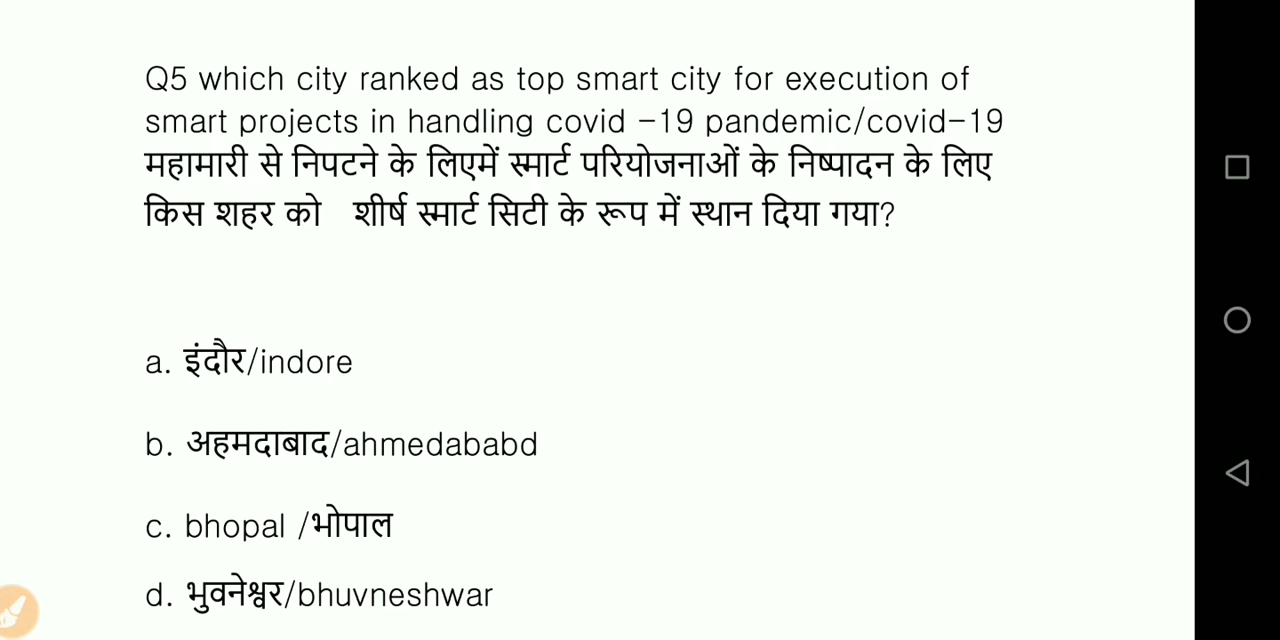 Q5 which city ranked as top smart city for execution of
smart projects in handling covid -19 pandemic/covid-19
महामारी से निपटने के लिएमें स्मार्ट परियोजनाओं के निष्पादन के लिए
किस शहर को शीर्ष स्मार्ट सिटी के रूप में स्थान दिया गया?
a. इंदौर/indore
b. अहमदाबाद/ahmedababd
c. bhopal /भोपाल
d. भुवनेश्वर/bhuvneshwar